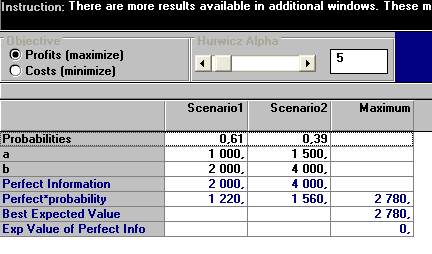 Instruction: There are more results available in additional windows. These m
Objective
Profits (maximize)
Costs (minimize)
Hurwicz Alpha
5
Scenario1 Scenario2 Maximum
Probabilities 0,61 0,39
a 1 000, 1 500,
b 2 000, 4 000,
Perfect Information 2 000, 4 000,
Perfect*probability 1 220, 1 560, 2 780,
Best Expected Value 2 780,
Exp Value of Perfect Info 0,